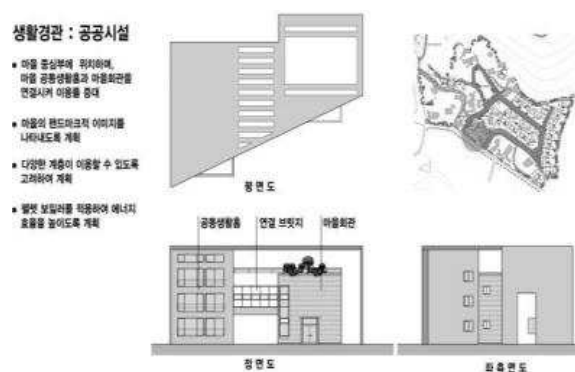 생활경관 : 공공시설
▪ 마을 중심부에 위치하며,
마을 공동생활홈과 마을회관을
연결시켜 이용률 증대
▪ 마을의 랜드마크적 이미지를
나타내도록 계획
▪ 다양한 계층이 이용할 수 있도록
고려하여 계획
▪ 펠렛 보일러를 적용하여 에너지
효율을 높이도록 계획
평면도
공동생활홈
연결 브릿지
마을회관
정면도
좌측면도